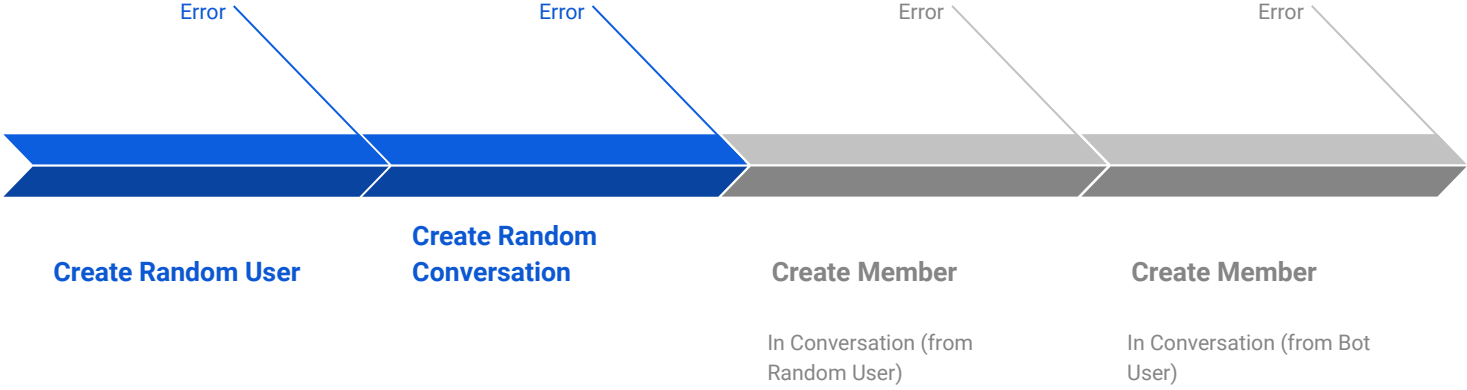 Error
Error
Error
Error
Create Random User
Create Random
Conversation
Create Member
In Conversation (from
Random User)
Create Member
In Conversation (from Bot
User)